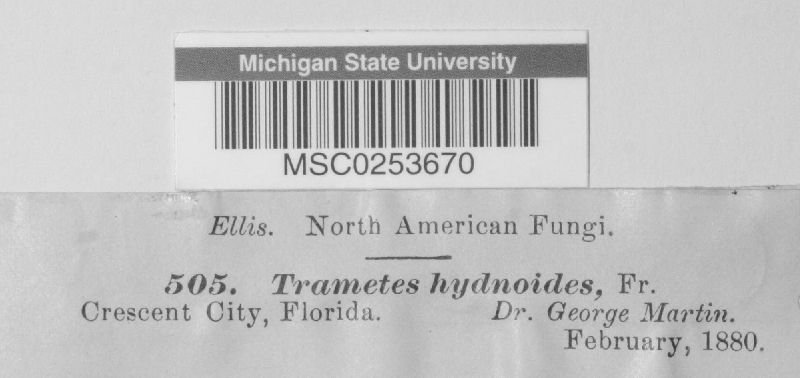 Michigan State University
MSC0253670
Ellis. North American Fungi.
505. Trametes hydnoides, Fr.
Crescent City, Florida. Dr. George Martin.
February, 1880.